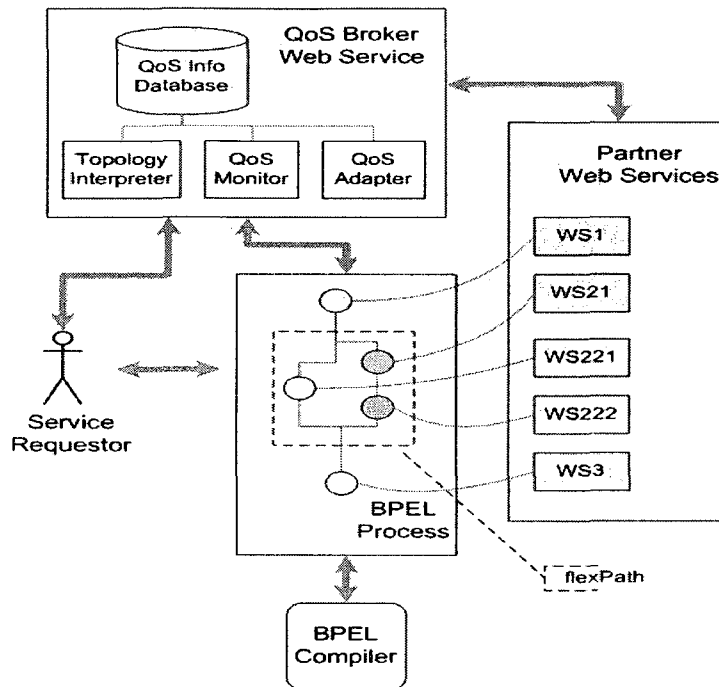 QoS Broker
Web Service
QoS Info
Database
Topology
Interpreter
QoS
Monitor
QoS
Adapter
Partner
Web Services
WS1
WS21
WS221
WS222
WS3
Service
Requestor
BPEL
Process
flexPath
BPEL
Compiler